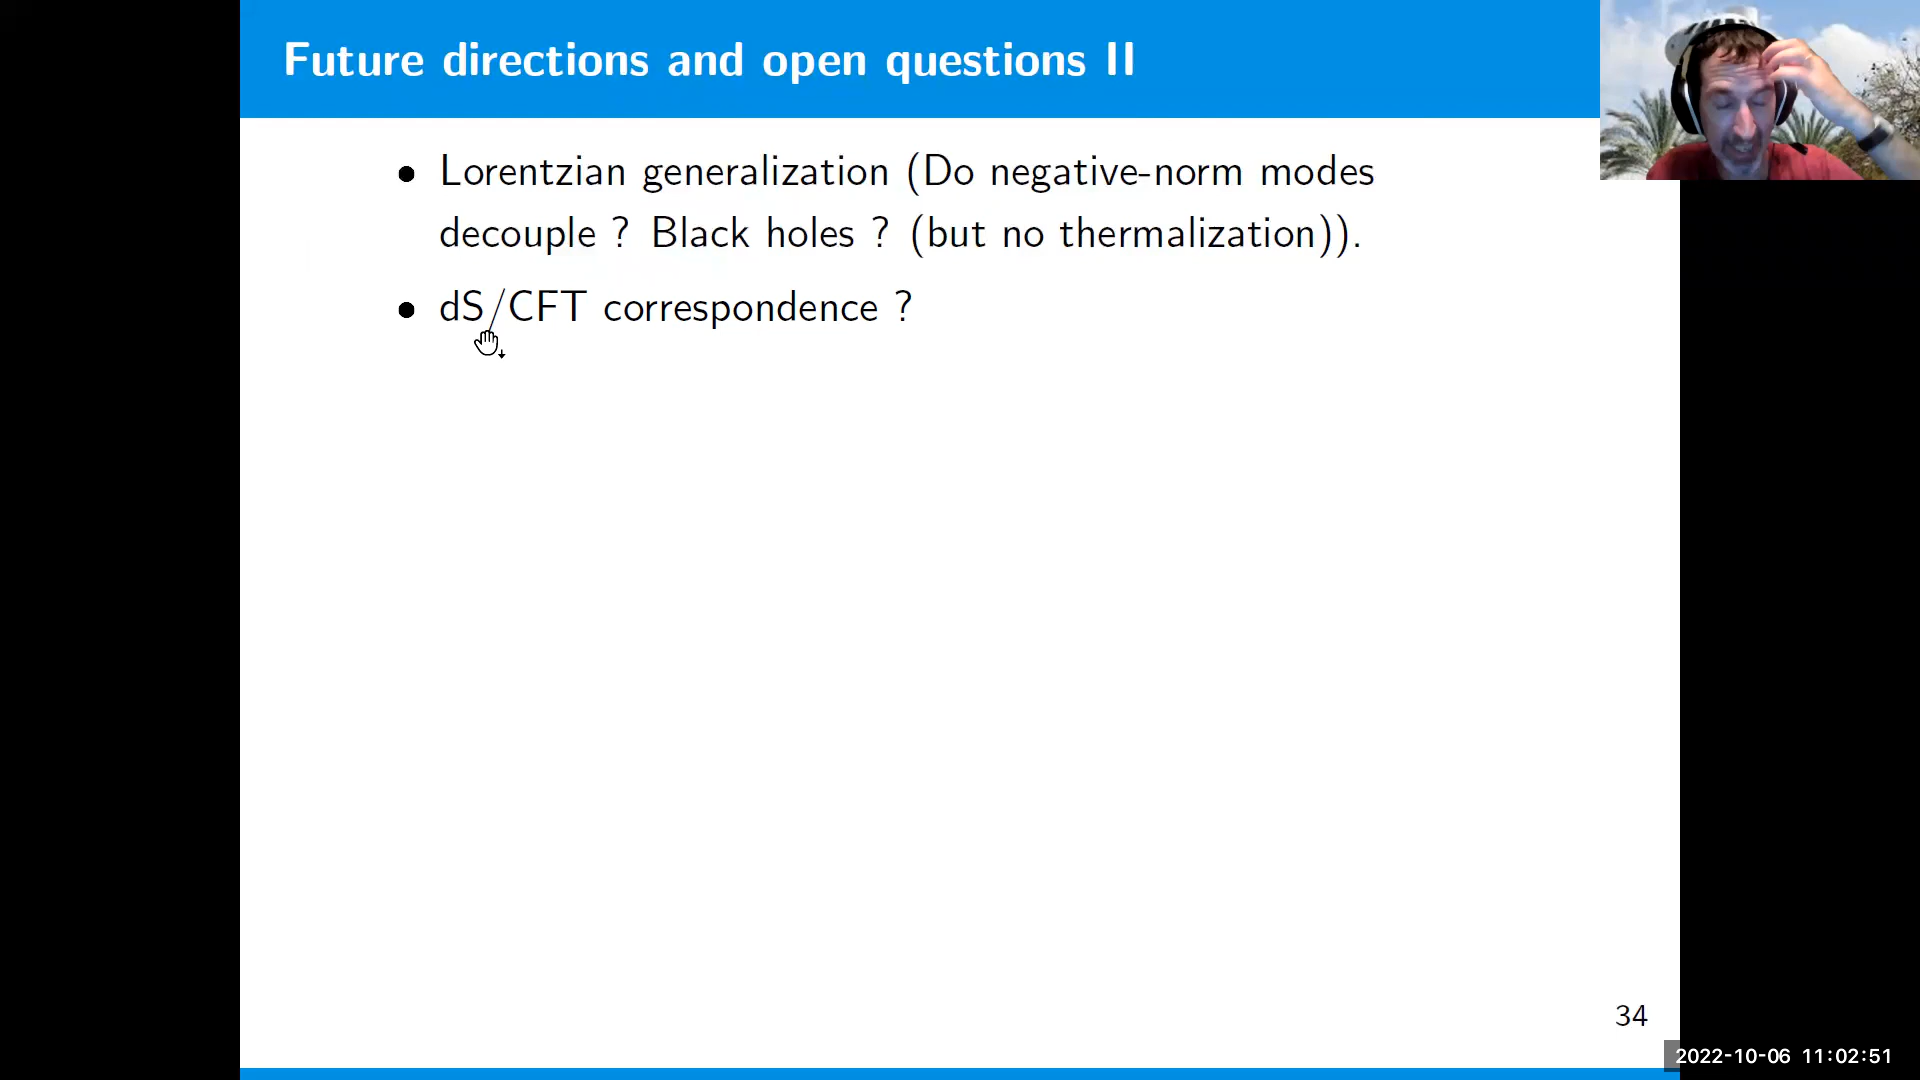 Future directions and open questions II
• Lorentzian generalization (Do negative-norm modes
decouple ? Black holes ? (but no thermalization)).
• dS/CFT correspondence ?
34
2022-10-06 11:02:51